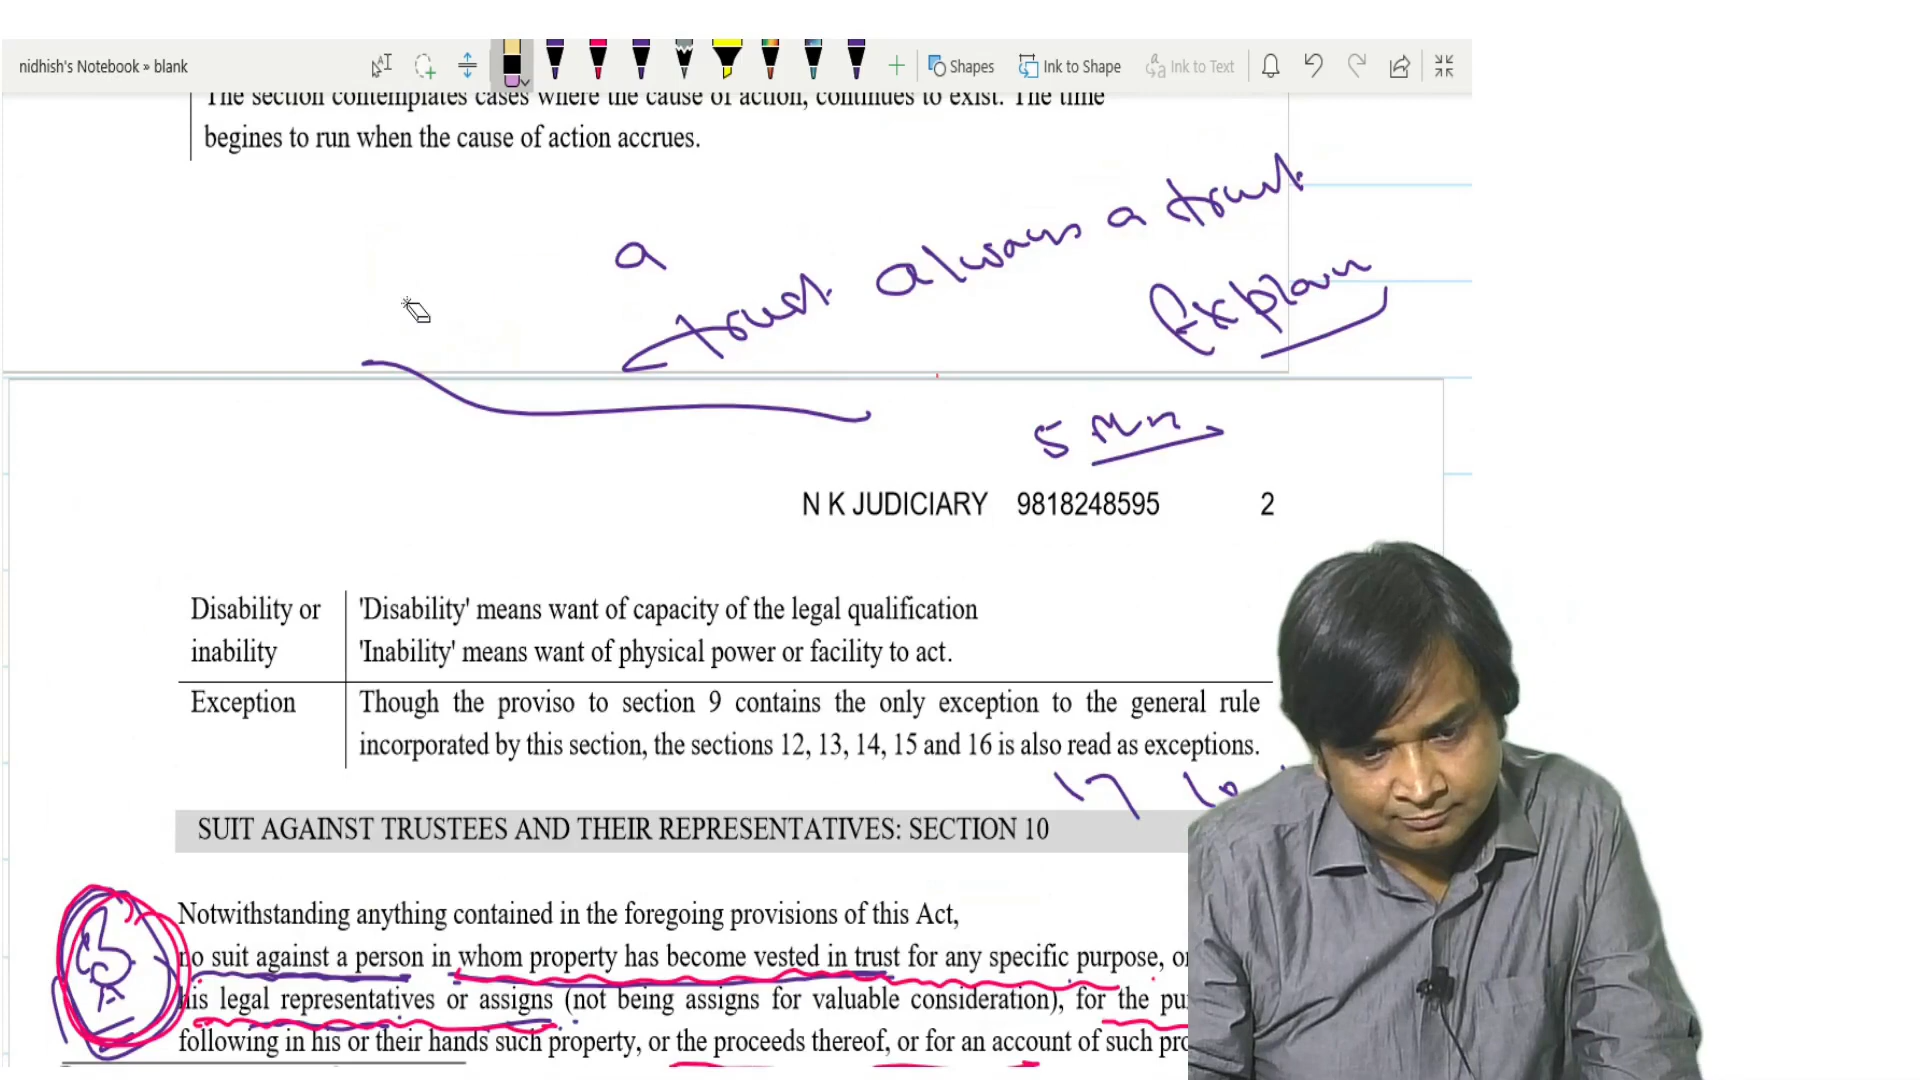 nidhish's Notebook » blank
Shapes
Ink to Shape
Ink to Text
The section contemplates cases where the cause of action, continues to exist. The time
begines to run when the cause of action accrues.
a
trust always a trust
Explain
5 Min
N K JUDICIARY 9818248595 2
Disability or inability
'Disability' means want of capacity of the legal qualification
'Inability' means want of physical power or facility to act.
Exception
Though the proviso to section 9 contains the only exception to the general rule
incorporated by this section, the sections 12, 13, 14, 15 and 16 is also read as exceptions.
17
SUIT AGAINST TRUSTEES AND THEIR REPRESENTATIVES: SECTION 10
Notwithstanding anything contained in the foregoing provisions of this Act,
no suit against a person in whom property has become vested in trust for any specific purpose,
his legal representatives or assigns (not being assigns for valuable consideration), for the
following in his or their hands such property, or the proceeds thereof, or for an account of such